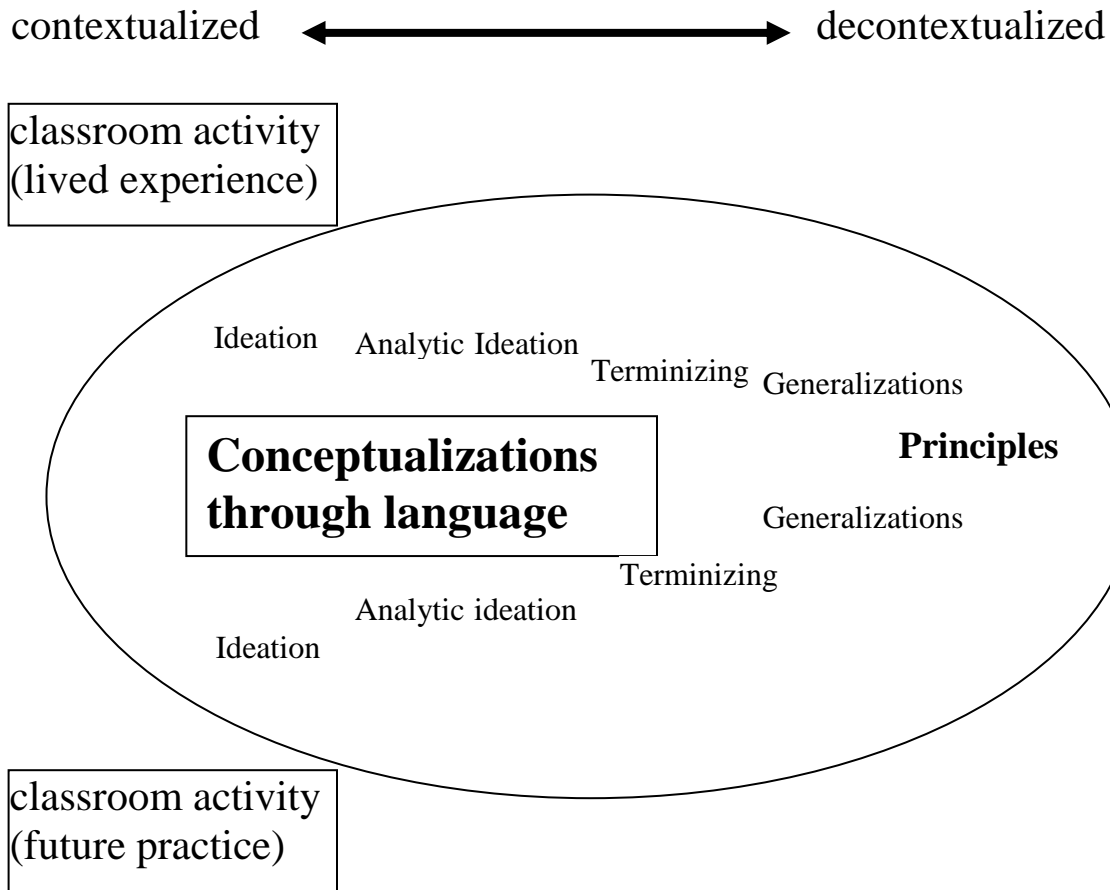 contextualized decontextualized
classroom activity
(lived experience)
Ideation Analytic Ideation
Terminizing Generalizations
Principles
Conceptualizations
through language
Generalizations
Terminizing
Analytic ideation
Ideation
classroom activity
(future practice)